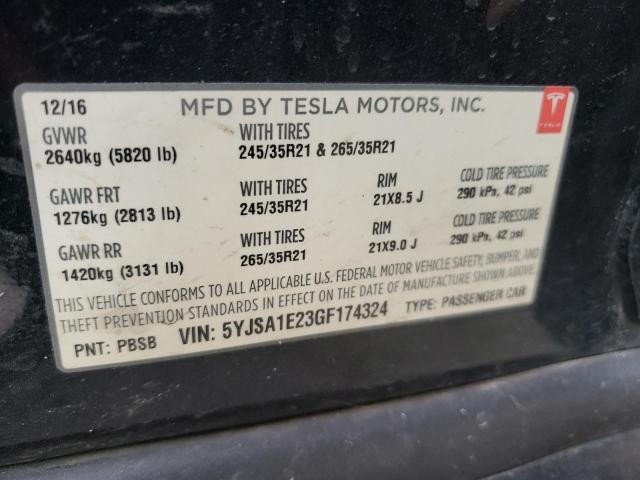 12/16 MFD BY TESLA MOTORS, INC.
TESLA
GVWR WITH TIRES
2640kg (5820 lb) 245/35R21 & 265/35R21
GAWR FRT WITH TIRES RIM COLD TIRE PRESSURE
1276kg (2813 lb) 245/35R21 21X8.5 J 290 kPa, 42 psi
GAWR RR WITH TIRES RIM COLD TIRE PRESSURE
1420kg (3131 lb) 265/35R21 21X9.0 J 290 kPa, 42 psi
THIS VEHICLE CONFORMS TO ALL APPLICABLE U.S. FEDERAL MOTOR VEHICLE SAFETY, BUMPER, AND
THEFT PREVENTION STANDARDS IN EFFECT ON THE DATE OF MANUFACTURE SHOWN ABOVE.
PNT: PBSB VIN: 5YJSA1E23GF174324 TYPE: PASSENGER CAR